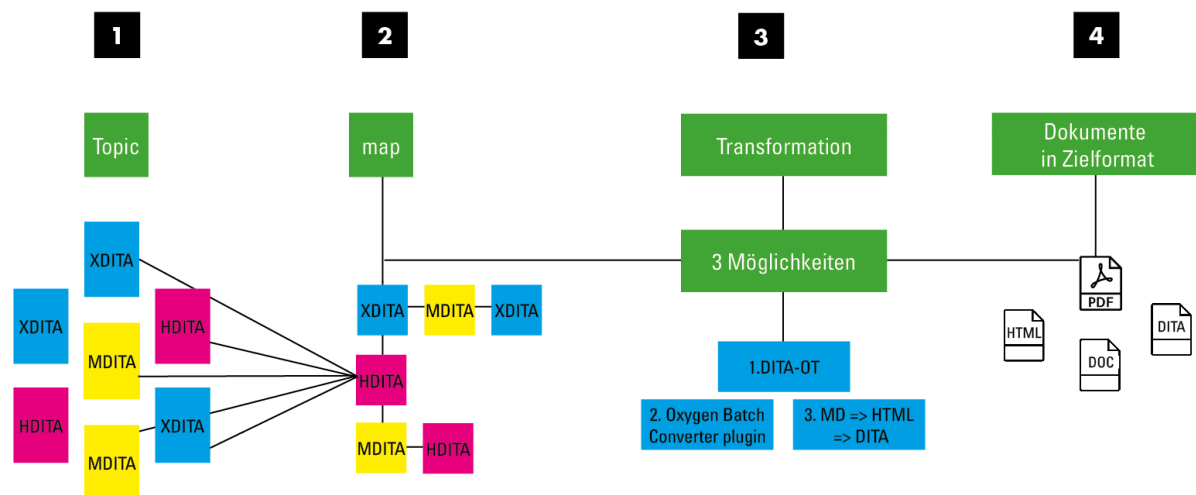 1
2
3
4
Topic
map
Transformation
Dokumente
in Zielformat
3 Möglichkeiten
XDITA
XDITA
HDITA
MDITA
HDITA
XDITA
MDITA
XDITA
MDITA
XDITA
HDITA
MDITA
HDITA
1.DITA-OT
2. Oxygen Batch
Converter plugin
3. MD => HTML
=> DITA
PDF
HTML
DITA
DOC